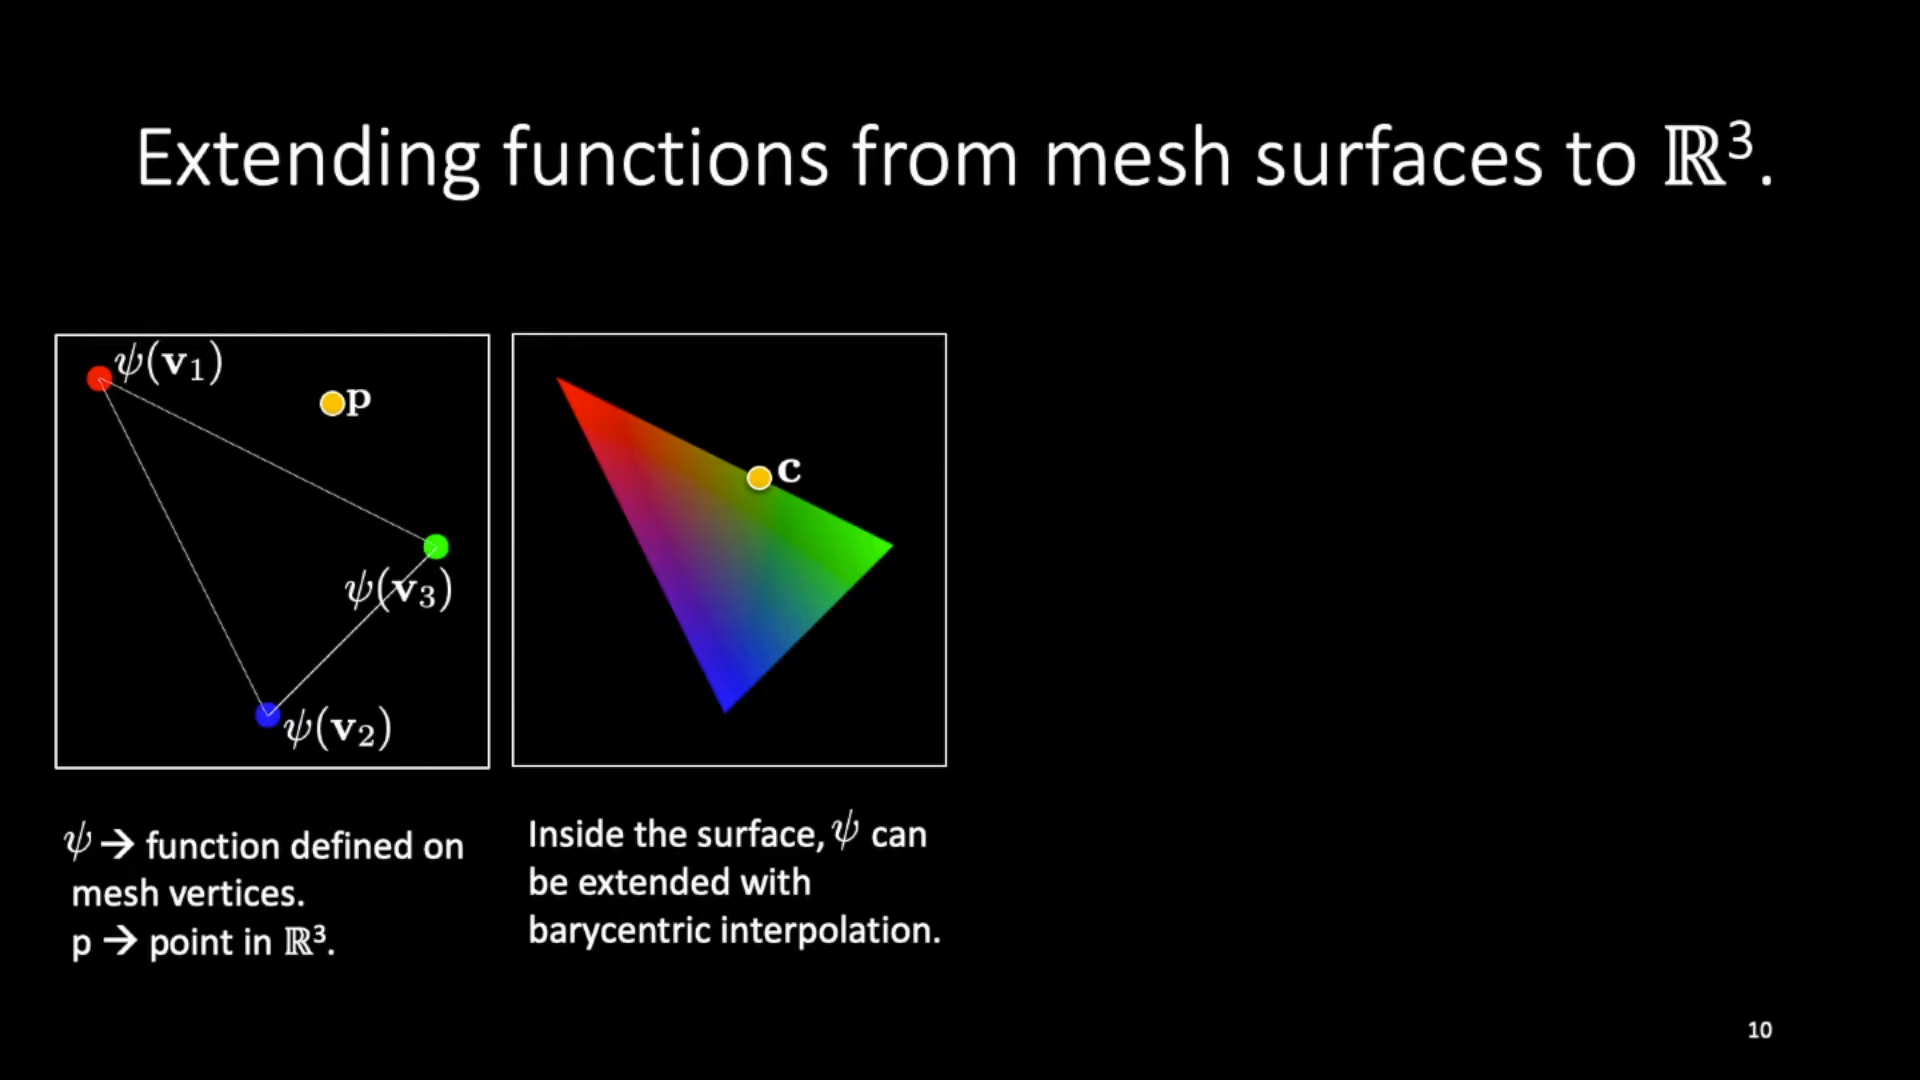 Extending functions from mesh surfaces to ℝ³.
ψ(v₁)
p
ψ(v₃)
ψ(v₂)
c
ψ → function defined on
mesh vertices.
p → point in ℝ³.
Inside the surface, ψ can
be extended with
barycentric interpolation.
10